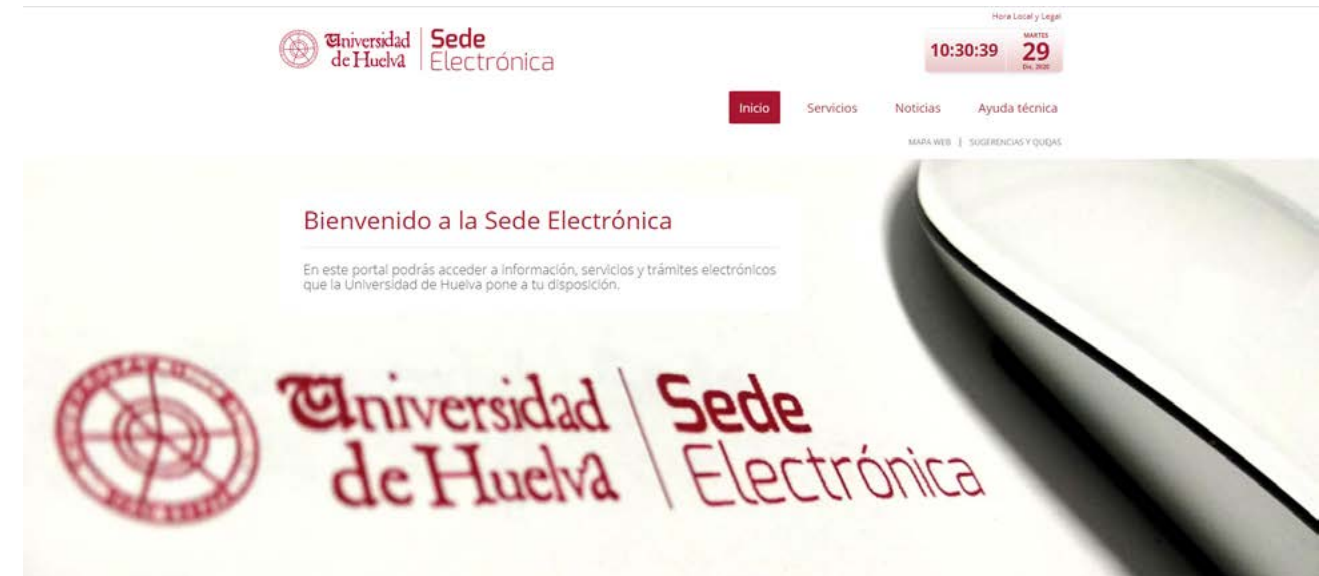 Hora Local y Legal
Universidad
de Huelva
Sede
Electrónica
10:30:39
MARTES
29
Dic. 2020
Inicio Servicios Noticias Ayuda técnica
MAPA WEB | SUGERENCIAS Y QUEJAS
Bienvenido a la Sede Electrónica
En este portal podrás acceder a información, servicios y trámites electrónicos
que la Universidad de Huelva pone a tu disposición.
Universidad
de Huelva
Sede
Electrónica